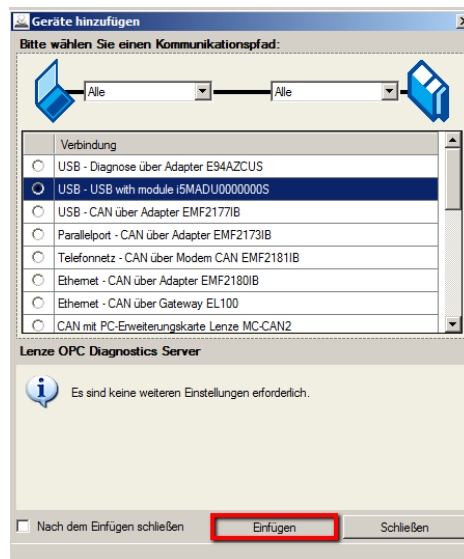 Geräte hinzufügen
Bitte wählen Sie einen Kommunikationspfad:
Alle
Alle
Verbindung
USB - Diagnose über Adapter E94AZCUS
USB - USB with module i5MADU0000000S
USB - CAN über Adapter EMF2177IB
Parallelport - CAN über Adapter EMF2173IB
Telefonnetz - CAN über Modem CAN EMF2181IB
Ethernet - CAN über Adapter EMF2180IB
Ethernet - CAN über Gateway EL100
CAN mit PC-Erweiterungskarte Lenze MC-CAN2
Lenze OPC Diagnostics Server
Es sind keine weiteren Einstellungen erforderlich.
Nach dem Einfügen schließen
Einfügen
Schließen